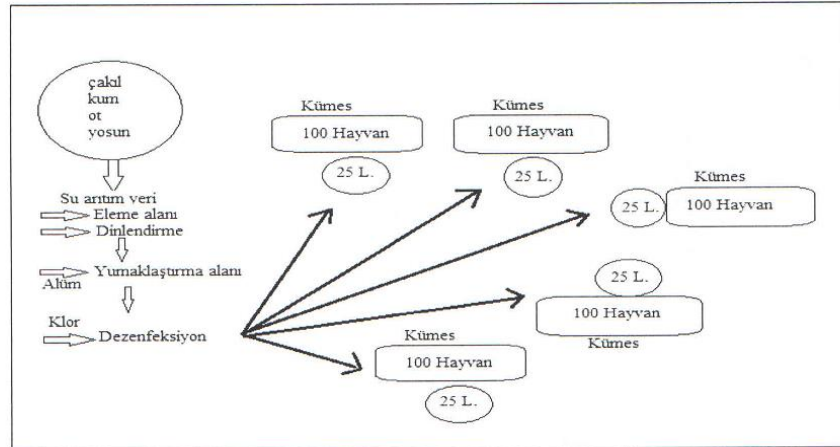 çakıl
kum
ot
yosun
Su arıtım veri
Eleme alanı
Dinlendirme
Yumaklaştırma alanı
Alüm
Klor
Dezenfeksiyon
Kümes
100 Hayvan
25 L.
Kümes
100 Hayvan
25 L.
Kümes
25 L.
100 Hayvan
25 L.
100 Hayvan
Kümes
Kümes
100 Hayvan
25 L.